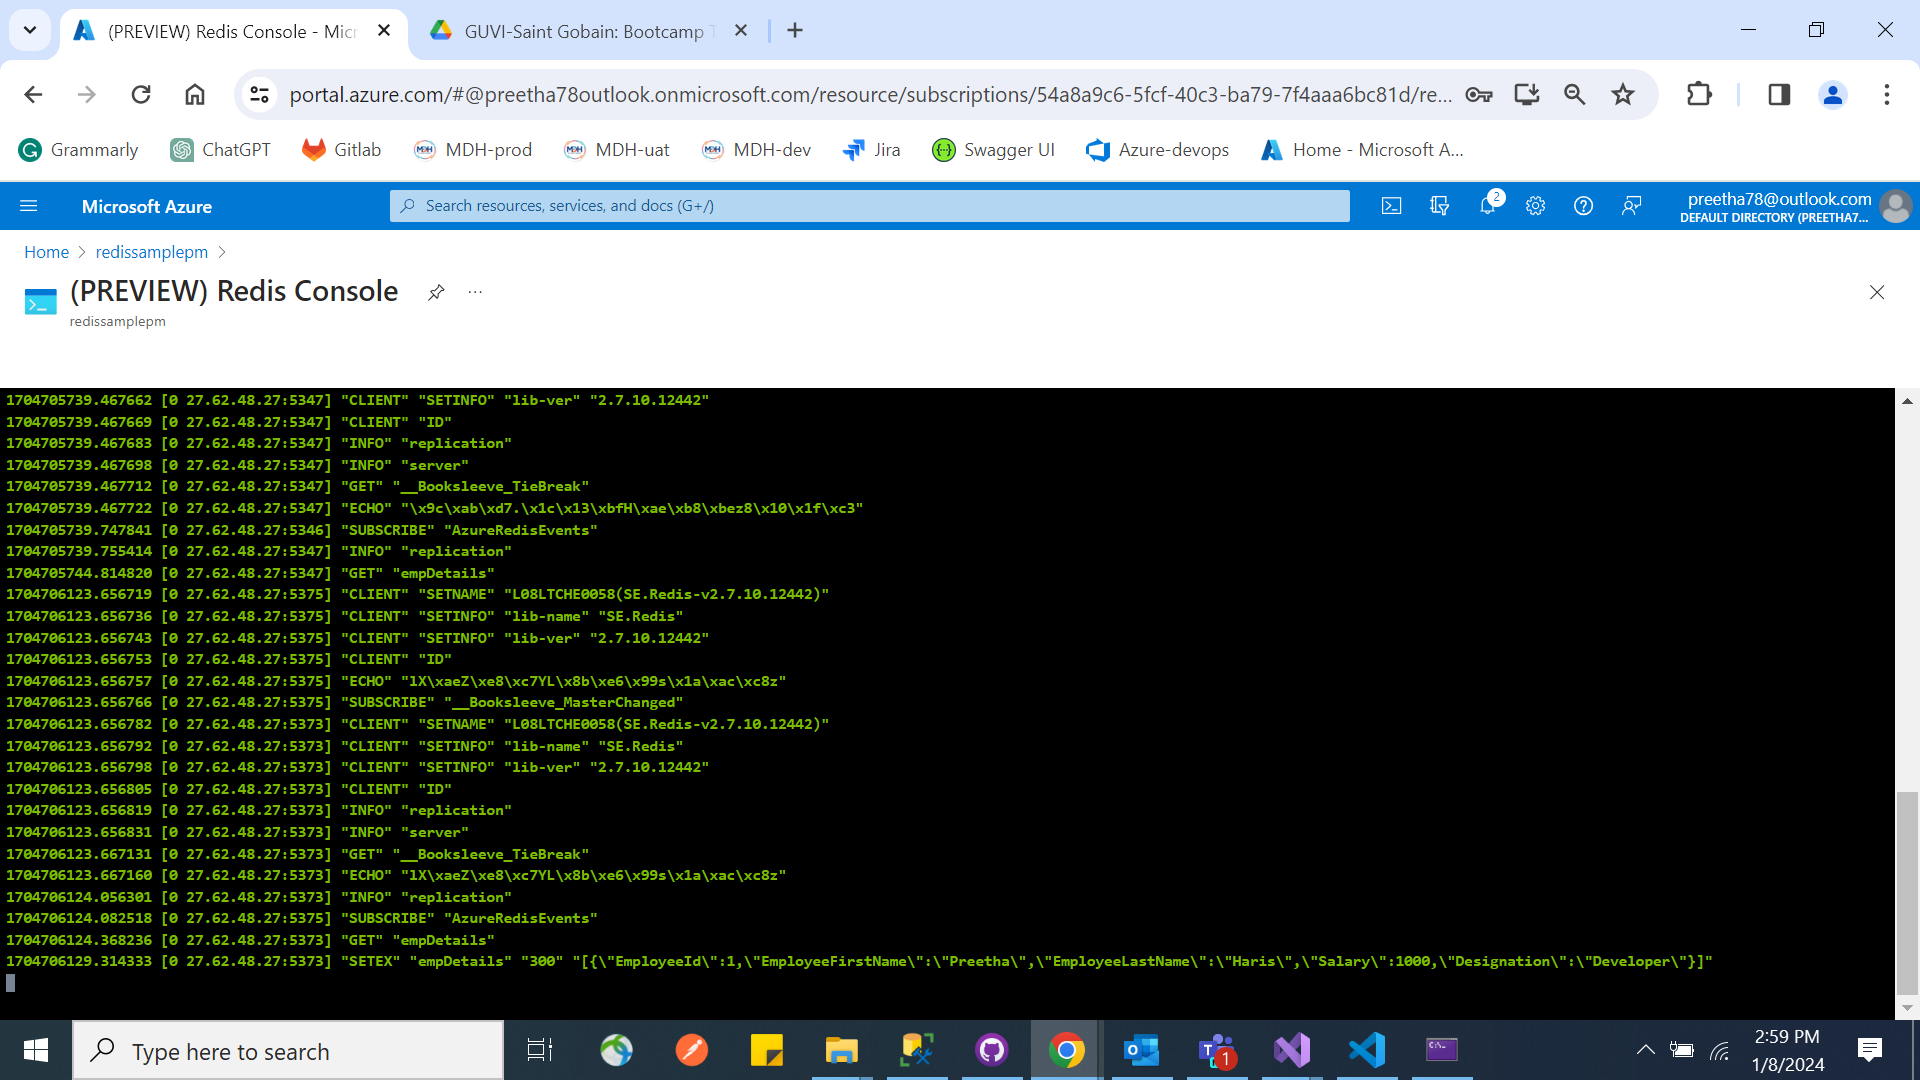 (PREVIEW) Redis Console - Micr
GUVI-Saint Gobain: Bootcamp T
portal.azure.com/#@preetha78outlook.onmicrosoft.com/resource/subscriptions/54a8a9c6-5fcf-40c3-ba79-7f4aaa6bc81d/re...
Grammarly ChatGPT Gitlab MDH-prod MDH-uat MDH-dev Jira Swagger UI Azure-devops Home - Microsoft A...
Microsoft Azure
Search resources, services, and docs (G+/)
2
preetha78@outlook.com
DEFAULT DIRECTORY (PREETHA7...
Home > redissamplepm >
(PREVIEW) Redis Console ...
redissamplepm
1704705739.467662 [0 27.62.48.27:5347] "CLIENT" "SETINFO" "lib-ver" "2.7.10.12442"
1704705739.467669 [0 27.62.48.27:5347] "CLIENT" "ID"
1704705739.467683 [0 27.62.48.27:5347] "INFO" "replication"
1704705739.467698 [0 27.62.48.27:5347] "INFO" "server"
1704705739.467712 [0 27.62.48.27:5347] "GET" "__Booksleeve_TieBreak"
1704705739.467722 [0 27.62.48.27:5347] "ECHO" "\x9c\xab\xd7.\x1c\x13\xbfH\xae\xb8\xbez8\x10\x1f\xc3"
1704705739.747841 [0 27.62.48.27:5346] "SUBSCRIBE" "AzureRedisEvents"
1704705739.755414 [0 27.62.48.27:5347] "INFO" "replication"
1704705744.814820 [0 27.62.48.27:5347] "GET" "empDetails"
1704706123.656719 [0 27.62.48.27:5375] "CLIENT" "SETNAME" "L08LTCHE0058(SE.Redis-v2.7.10.12442)"
1704706123.656736 [0 27.62.48.27:5375] "CLIENT" "SETINFO" "lib-name" "SE.Redis"
1704706123.656743 [0 27.62.48.27:5375] "CLIENT" "SETINFO" "lib-ver" "2.7.10.12442"
1704706123.656753 [0 27.62.48.27:5375] "CLIENT" "ID"
1704706123.656757 [0 27.62.48.27:5375] "ECHO" "lX\xaeZ\xe8\xc7YL\x8b\xe6\x99s\x1a\xac\xc8z"
1704706123.656766 [0 27.62.48.27:5375] "SUBSCRIBE" "__Booksleeve_MasterChanged"
1704706123.656782 [0 27.62.48.27:5373] "CLIENT" "SETNAME" "L08LTCHE0058(SE.Redis-v2.7.10.12442)"
1704706123.656792 [0 27.62.48.27:5373] "CLIENT" "SETINFO" "lib-name" "SE.Redis"
1704706123.656798 [0 27.62.48.27:5373] "CLIENT" "SETINFO" "lib-ver" "2.7.10.12442"
1704706123.656805 [0 27.62.48.27:5373] "CLIENT" "ID"
1704706123.656819 [0 27.62.48.27:5373] "INFO" "replication"
1704706123.656831 [0 27.62.48.27:5373] "INFO" "server"
1704706123.667131 [0 27.62.48.27:5373] "GET" "__Booksleeve_TieBreak"
1704706123.667160 [0 27.62.48.27:5373] "ECHO" "lX\xaeZ\xe8\xc7YL\x8b\xe6\x99s\x1a\xac\xc8z"
1704706124.056301 [0 27.62.48.27:5373] "INFO" "replication"
1704706124.082518 [0 27.62.48.27:5375] "SUBSCRIBE" "AzureRedisEvents"
1704706124.368236 [0 27.62.48.27:5373] "GET" "empDetails"
1704706129.314333 [0 27.62.48.27:5373] "SETEX" "empDetails" "300" "[{\"EmployeeId\":1,\"EmployeeFirstName\":\"Preetha\",\"EmployeeLastName\":\"Haris\",\"Salary\":1000,\"Designation\":\"Developer\"}]"
Type here to search
1
2:59 PM
1/8/2024